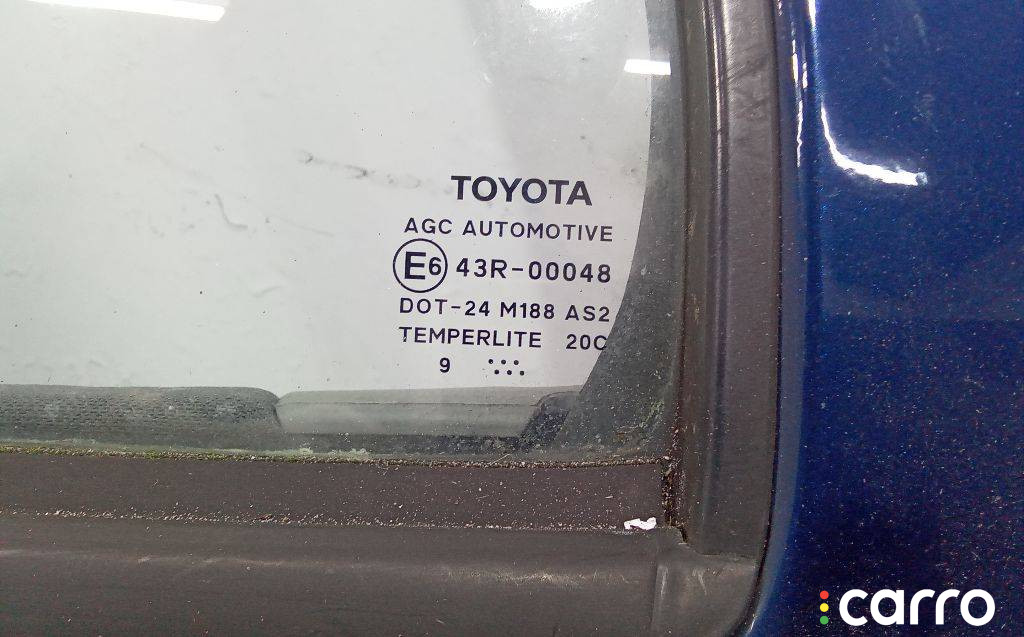 TOYOTA
AGC AUTOMOTIVE
E6 43R-00048
DOT-24 M188 AS2
TEMPERLITE 20C
9
carro